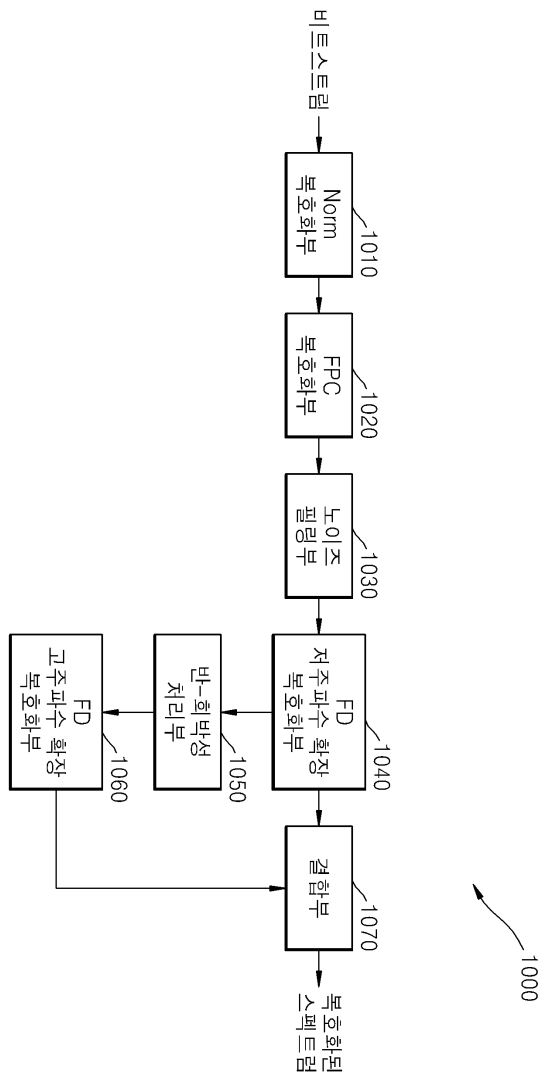 1000
비트스트림
Norm
복호화부
1010
FPC
복호화부
1020
노이즈
필링부
1030
FD
저주파수 확장
복호화부
1040
반-희박성
처리부
1050
FD
고주파수 확장
복호화부
1060
결합부
1070
복호화된
스펙트럼